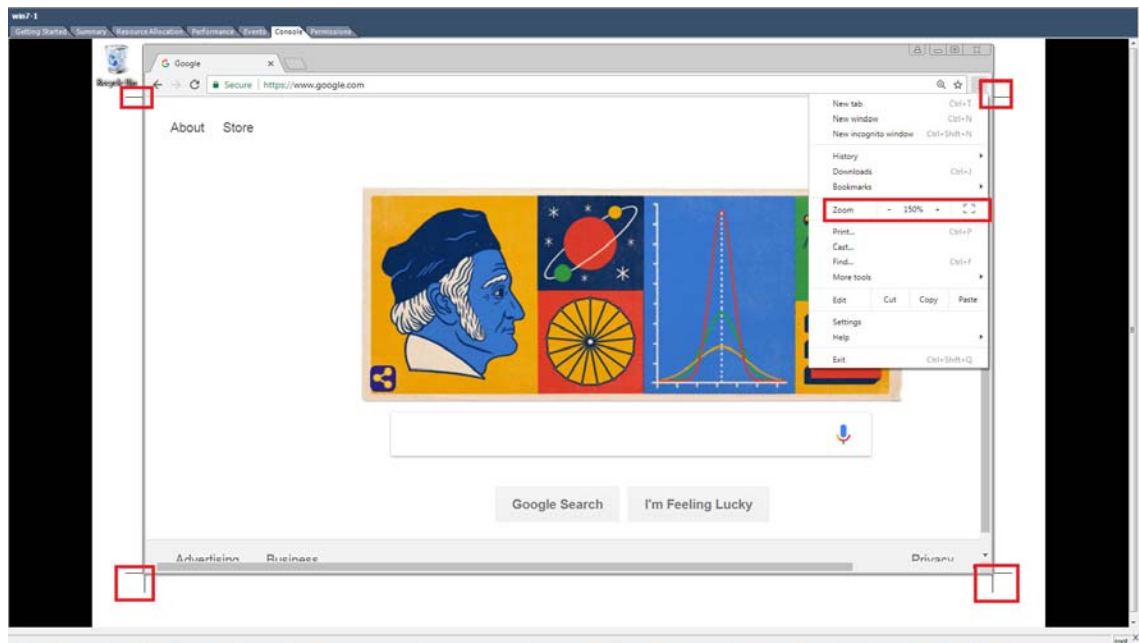 win7-1
Getting Started Summary Resource Allocation Performance Events Console Permissions
Google
Recycle Bin
Secure https://www.google.com
About Store
New tab Ctrl+T
New window Ctrl+N
New incognito window Ctrl+Shift+N
History
Downloads Ctrl+J
Bookmarks
Zoom - 150% +
Print... Ctrl+P
Cast...
Find... Ctrl+F
More tools
Edit Cut Copy Paste
Settings
Help
Exit Ctrl+Shift+Q
Google Search I'm Feeling Lucky
Advertising Business Privacy
root